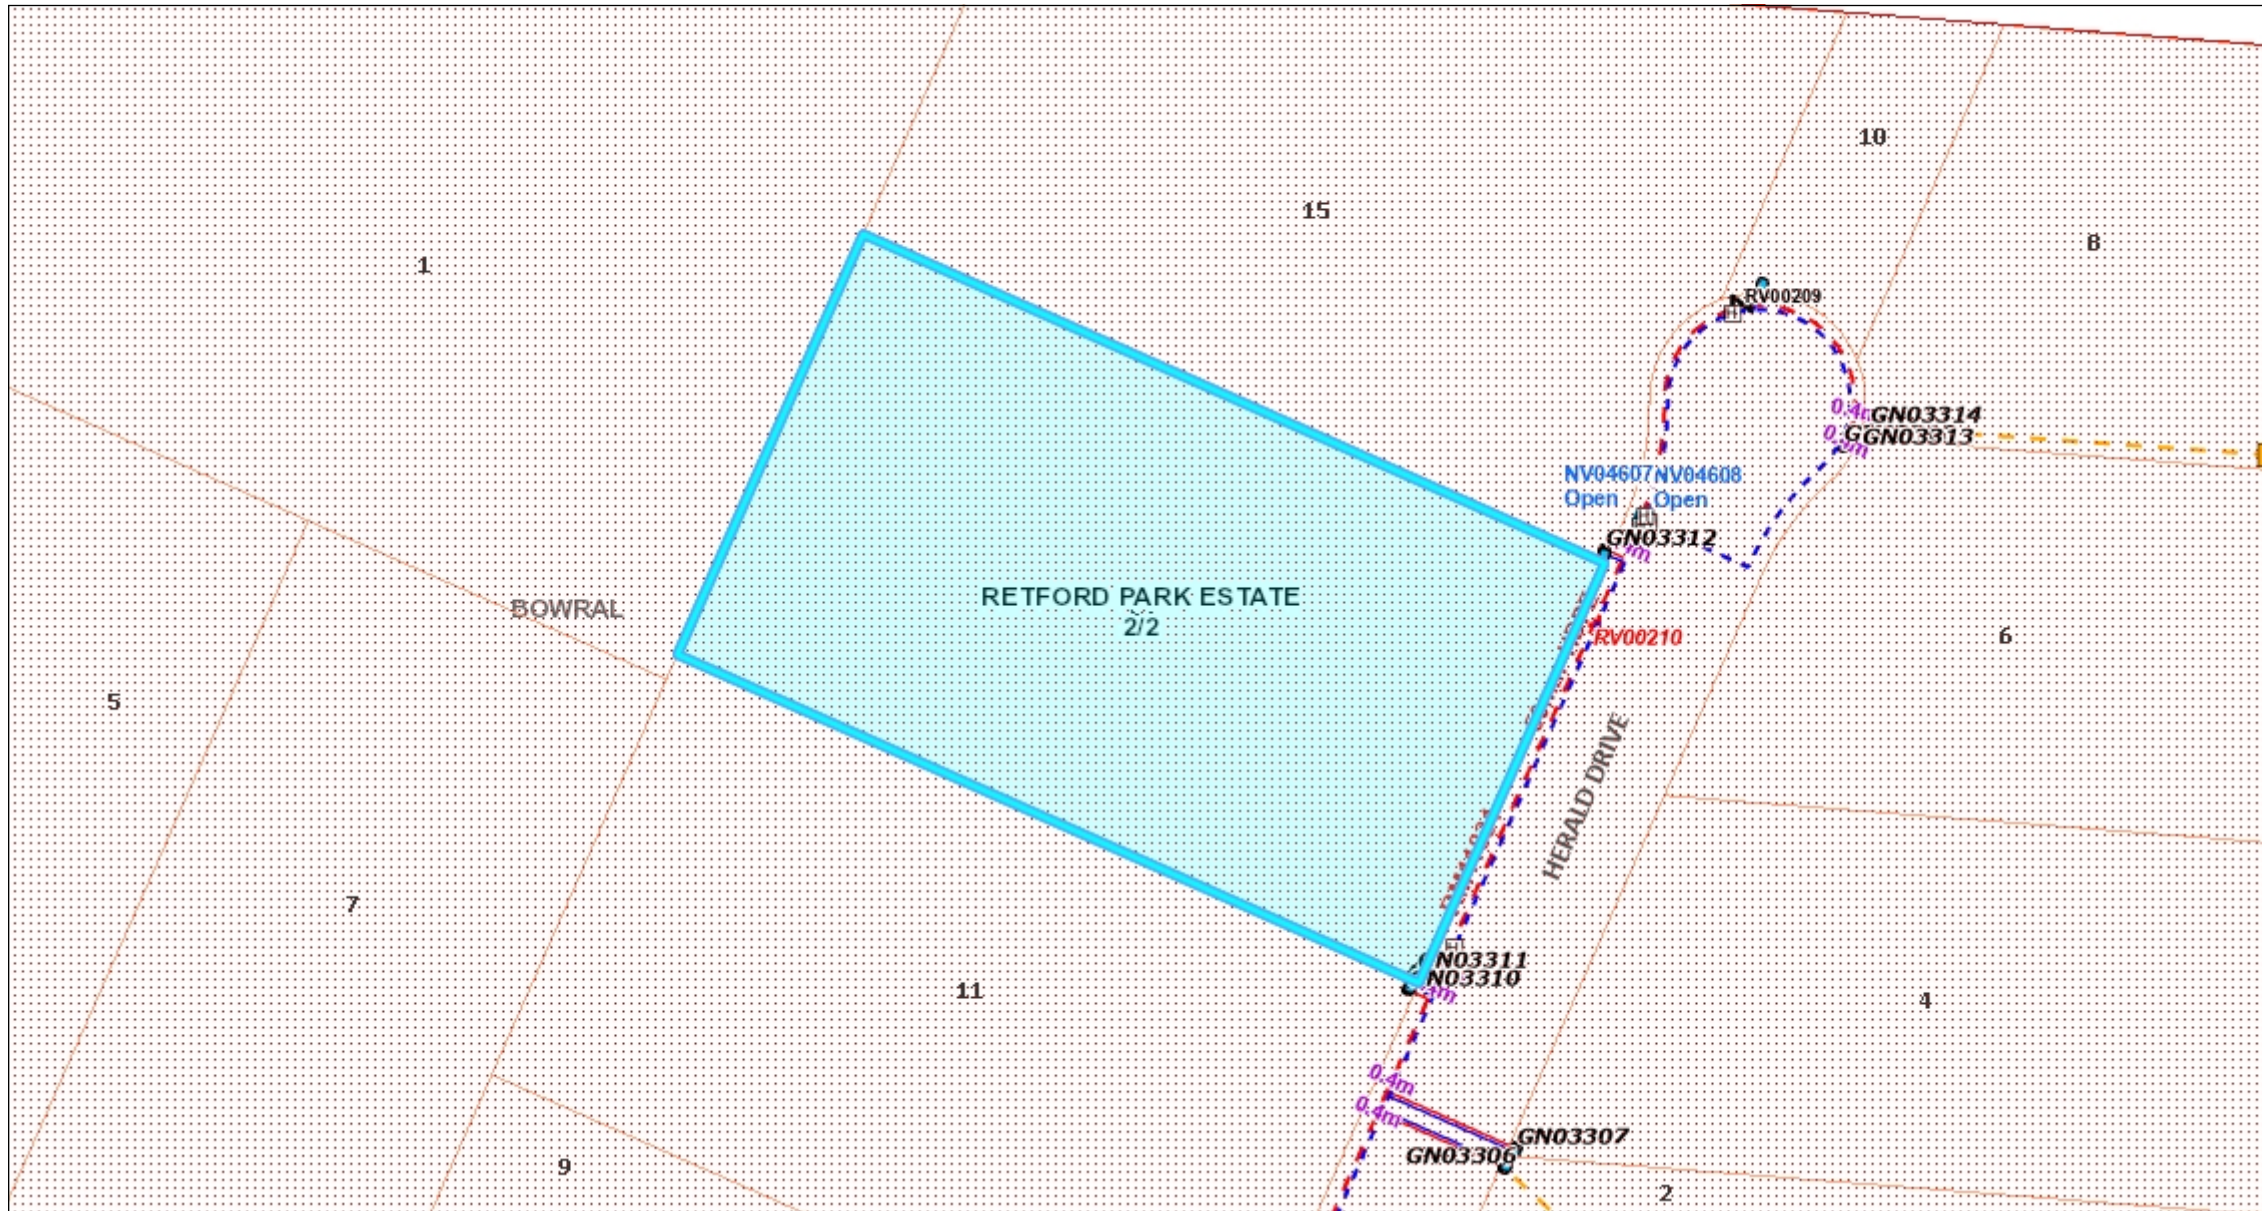 10
15
8
1
RV00209
GN03314
GN03313
NV04607
Open
NV04608
Open
GN03312
RETFORD PARK ESTATE
2/2
BOWRAL
RV00210
6
5
HERALD DRIVE
7
11
GN03311
N03310
4
0.4m
0.4m
GN03307
GN03306
9
2